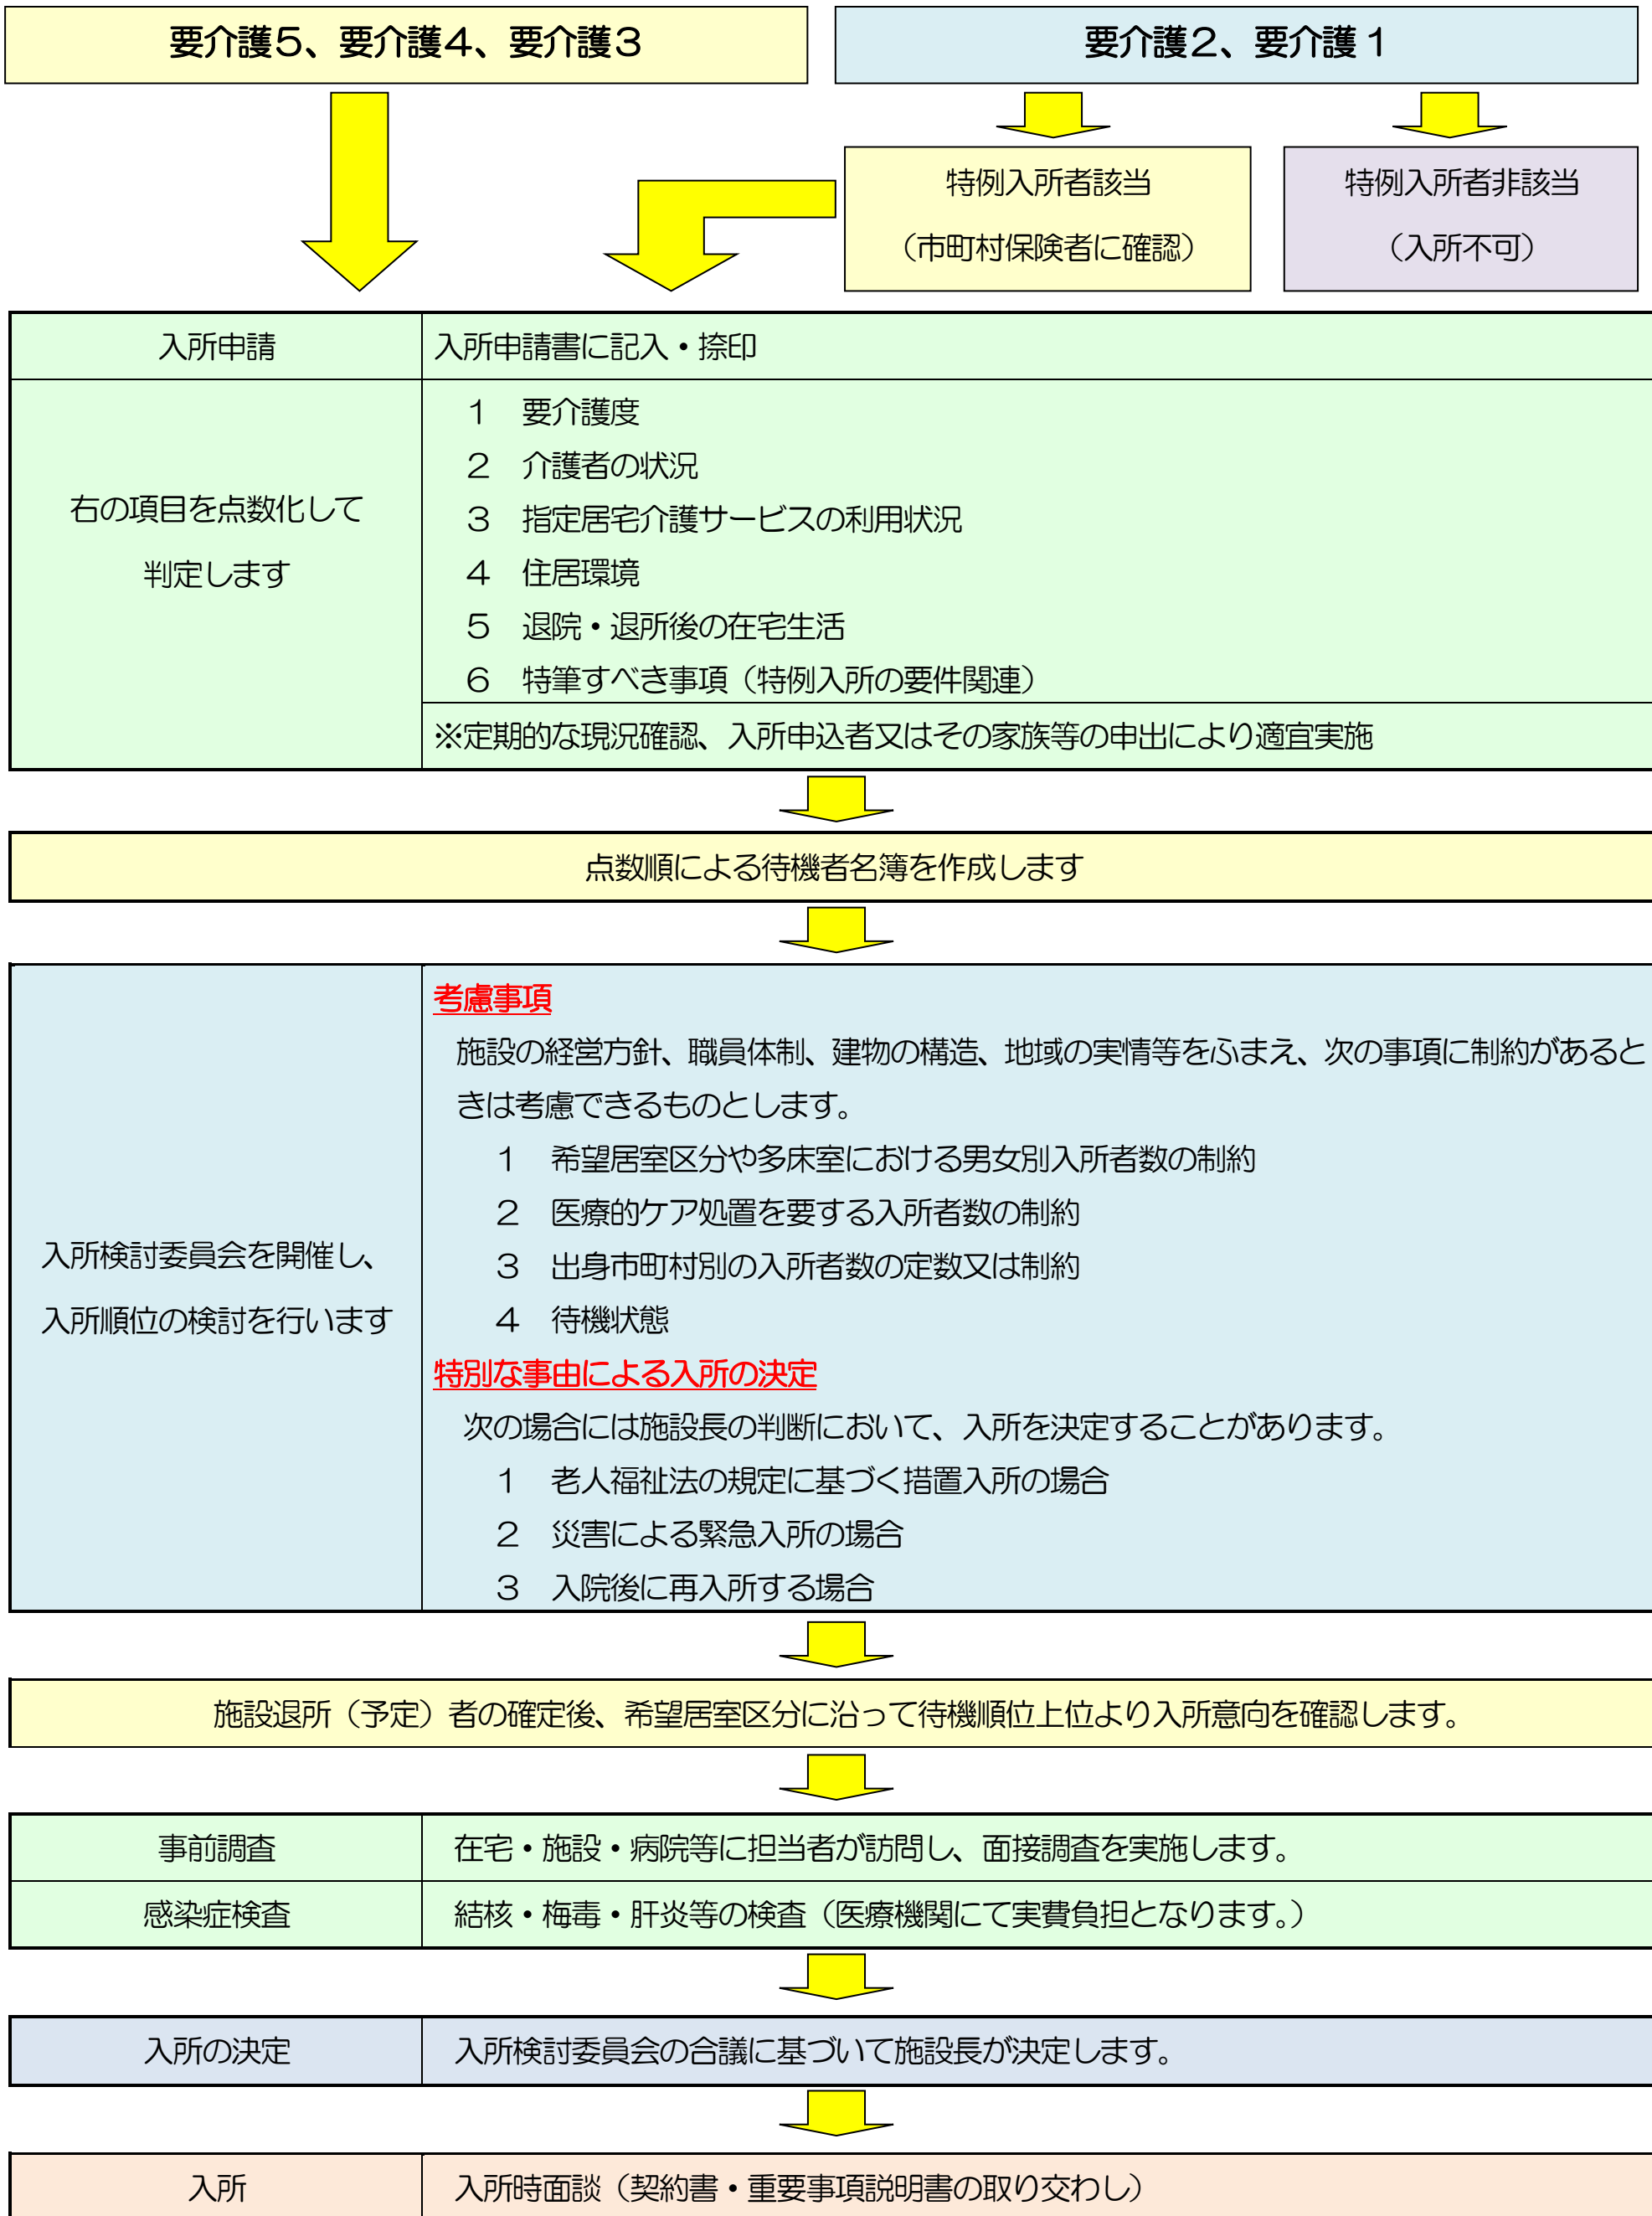 要介護５、要介護４、要介護３
要介護２、要介護１
特例入所者該当
（市町村保険者に確認）
特例入所者非該当
（入所不可）
入所申請
入所申請書に記入・捺印
右の項目を点数化して
判定します
１　要介護度
２　介護者の状況
３　指定居宅介護サービスの利用状況
４　住居環境
５　退院・退所後の在宅生活
６　特筆すべき事項（特例入所の要件関連）
※定期的な現況確認、入所申込者又はその家族等の申出により適宜実施
点数順による待機者名簿を作成します
入所検討委員会を開催し、
入所順位の検討を行います
考慮事項
施設の経営方針、職員体制、建物の構造、地域の実情等をふまえ、次の事項に制約があると
きは考慮できるものとします。
１　希望居室区分や多床室における男女別入所者数の制約
２　医療的ケア処置を要する入所者数の制約
３　出身市町村別の入所者数の定数又は制約
４　待機状態
特別な事由による入所の決定
次の場合には施設長の判断において、入所を決定することがあります。
１　老人福祉法の規定に基づく措置入所の場合
２　災害による緊急入所の場合
３　入院後に再入所する場合
施設退所（予定）者の確定後、希望居室区分に沿って待機順位上位より入所意向を確認します。
事前調査
在宅・施設・病院等に担当者が訪問し、面接調査を実施します。
感染症検査
結核・梅毒・肝炎等の検査（医療機関にて実費負担となります。）
入所の決定
入所検討委員会の合議に基づいて施設長が決定します。
入所
入所時面談（契約書・重要事項説明書の取り交わし）